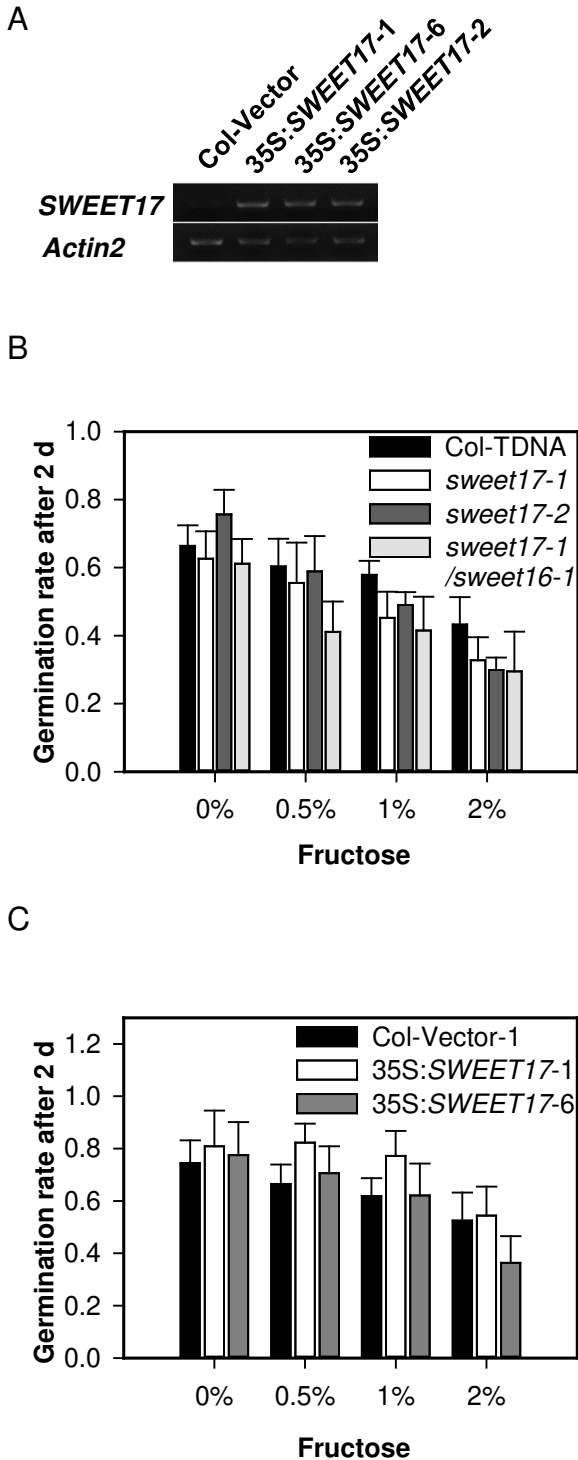 A
Col-Vector
35S:SWEET17-1
35S:SWEET17-6
35S:SWEET17-2
SWEET17
Actin2
B
Germination rate after 2 d
1.0
0.8
0.6
0.4
0.2
0.0
Col-TDNA
sweet17-1
sweet17-2
sweet17-1
/sweet16-1
0%
0.5%
1%
2%
Fructose
C
Germination rate after 2 d
1.2
1.0
0.8
0.6
0.4
0.2
0.0
Col-Vector-1
35S:SWEET17-1
35S:SWEET17-6
0%
0.5%
1%
2%
Fructose